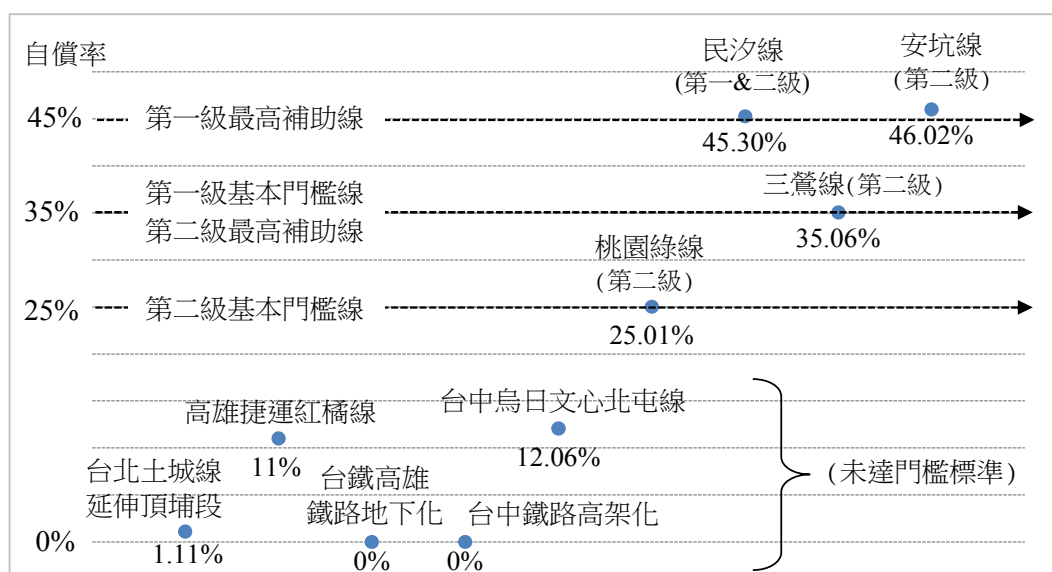 自償率
民汐線
(第一&二級)
安坑線
(第二級)
45%
第一級最高補助線
45.30%
46.02%
第一級基本門檻線
三鶯線(第二級)
35%
第二級最高補助線
35.06%
桃園綠線
(第二級)
25%
第二級基本門檻線
25.01%
高雄捷運紅橘線
11%
台中烏日文心北屯線
12.06%
台北土城線
延伸頂埔段
1.11%
台鐵高雄
鐵路地下化
0%
台中鐵路高架化
0%
(未達門檻標準)
0%